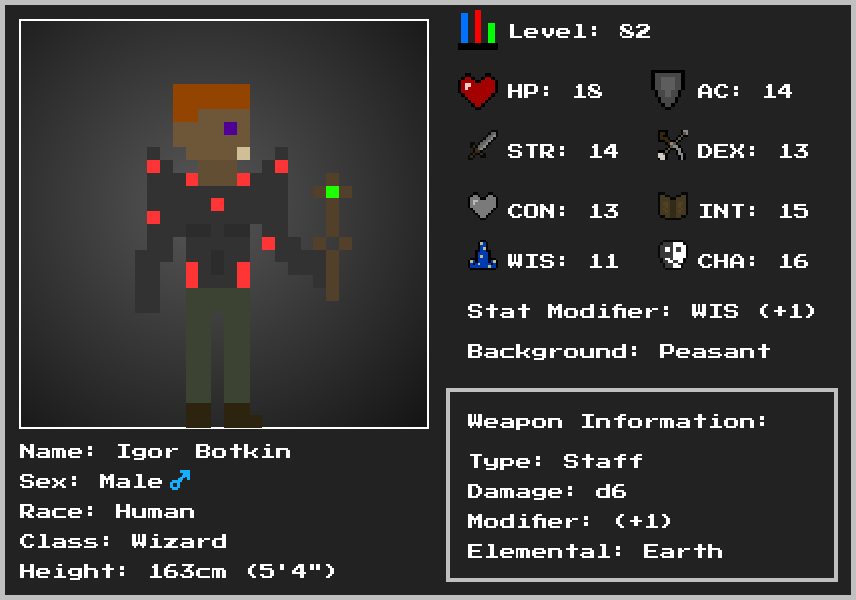 Level: 82
HP: 18
AC: 14
STR: 14
DEX: 13
CON: 13
INT: 15
WIS: 11
CHA: 16
Stat Modifier: WIS (+1)
Background: Peasant
Weapon Information:
Type: Staff
Damage: d6
Modifier: (+1)
Elemental: Earth
Name: Igor Botkin
Sex: Male♂
Race: Human
Class: Wizard
Height: 163cm (5'4")